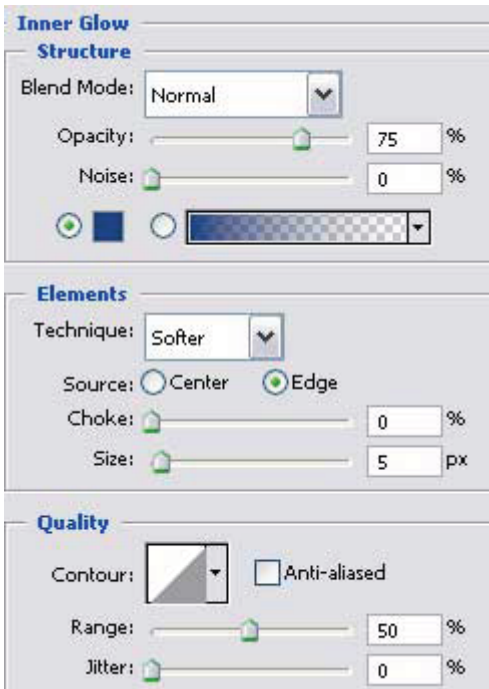 Inner Glow
Structure
Blend Mode: Normal
Opacity: 75 %
Noise: 0 %
Elements
Technique: Softer
Source: Center Edge
Choke: 0 %
Size: 5 px
Quality
Contour: Anti-aliased
Range: 50 %
Jitter: 0 %